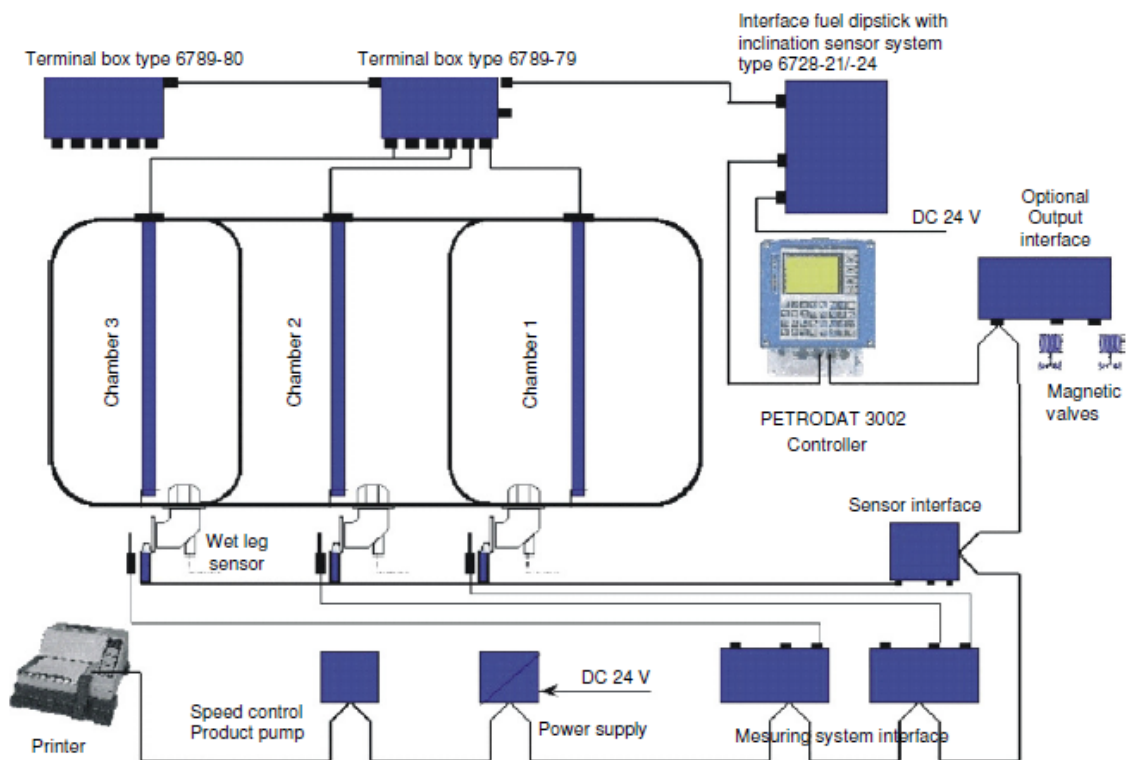 Terminal box type 6789-80
Terminal box type 6789-79
Interface fuel dipstick with
inclination sensor system
type 6728-21/-24
DC 24 V
Optional
Output
interface
Chamber 3
Chamber 2
Chamber 1
Magnetic
valves
PETRODAT 3002
Controller
Sensor interface
Wet leg
sensor
DC 24 V
Speed control
Product pump
Power supply
Mesuring system interface
Printer